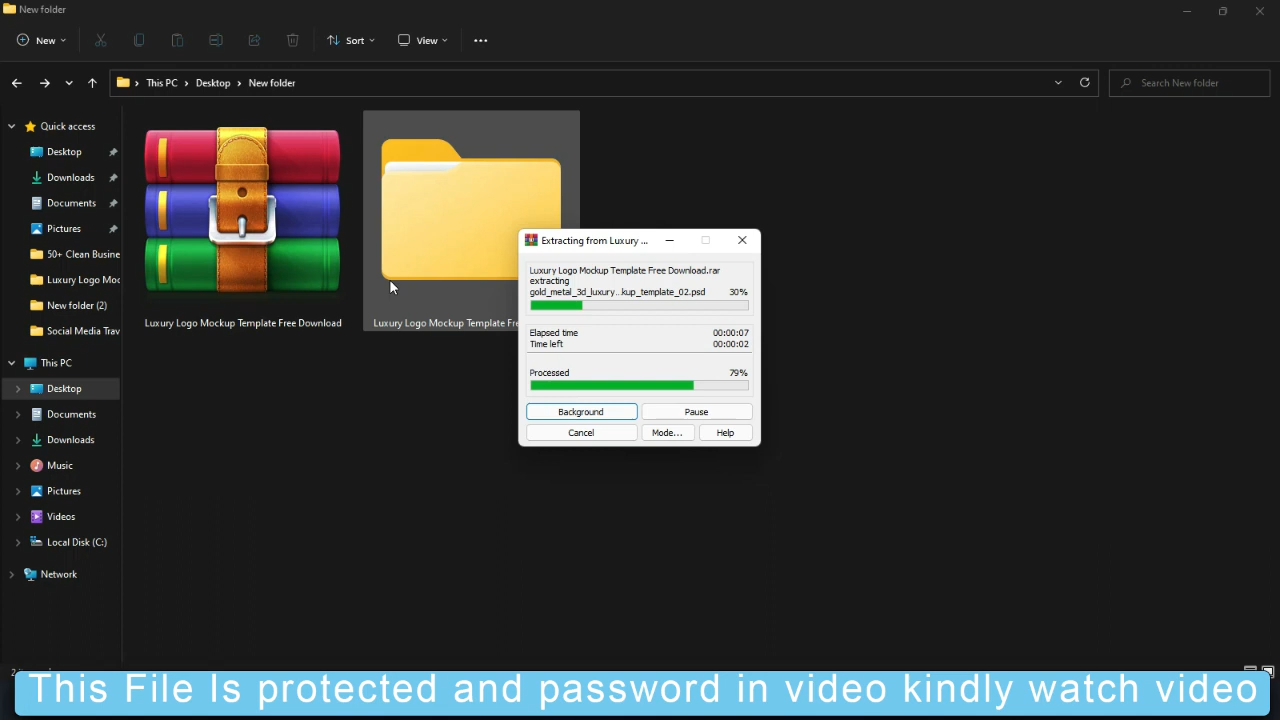 New folder
New
Sort
View
This PC
Desktop
New folder
Search New folder
Quick access
Desktop
Downloads
Documents
Pictures
50+ Clean Busine
Luxury Logo Moc
New folder (2)
Social Media Trav
This PC
Desktop
Documents
Downloads
Music
Pictures
Videos
Local Disk (C:)
Network
Luxury Logo Mockup Template Free Download
Luxury Logo Mockup Template Fre
Extracting from Luxury ...
Luxury Logo Mockup Template Free Download.rar
extracting
gold_metal_3d_luxury...kup_template_02.psd 30%
Elapsed time 00:00:07
Time left 00:00:02
Processed 79%
Background Pause
Cancel Mode... Help
This File Is protected and password in video kindly watch video